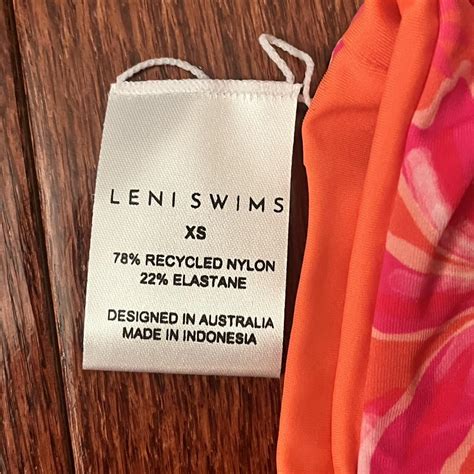 LENI SWIMS
XS
78% RECYCLED NYLON
22% ELASTANE
DESIGNED IN AUSTRALIA
MADE IN INDONESIA